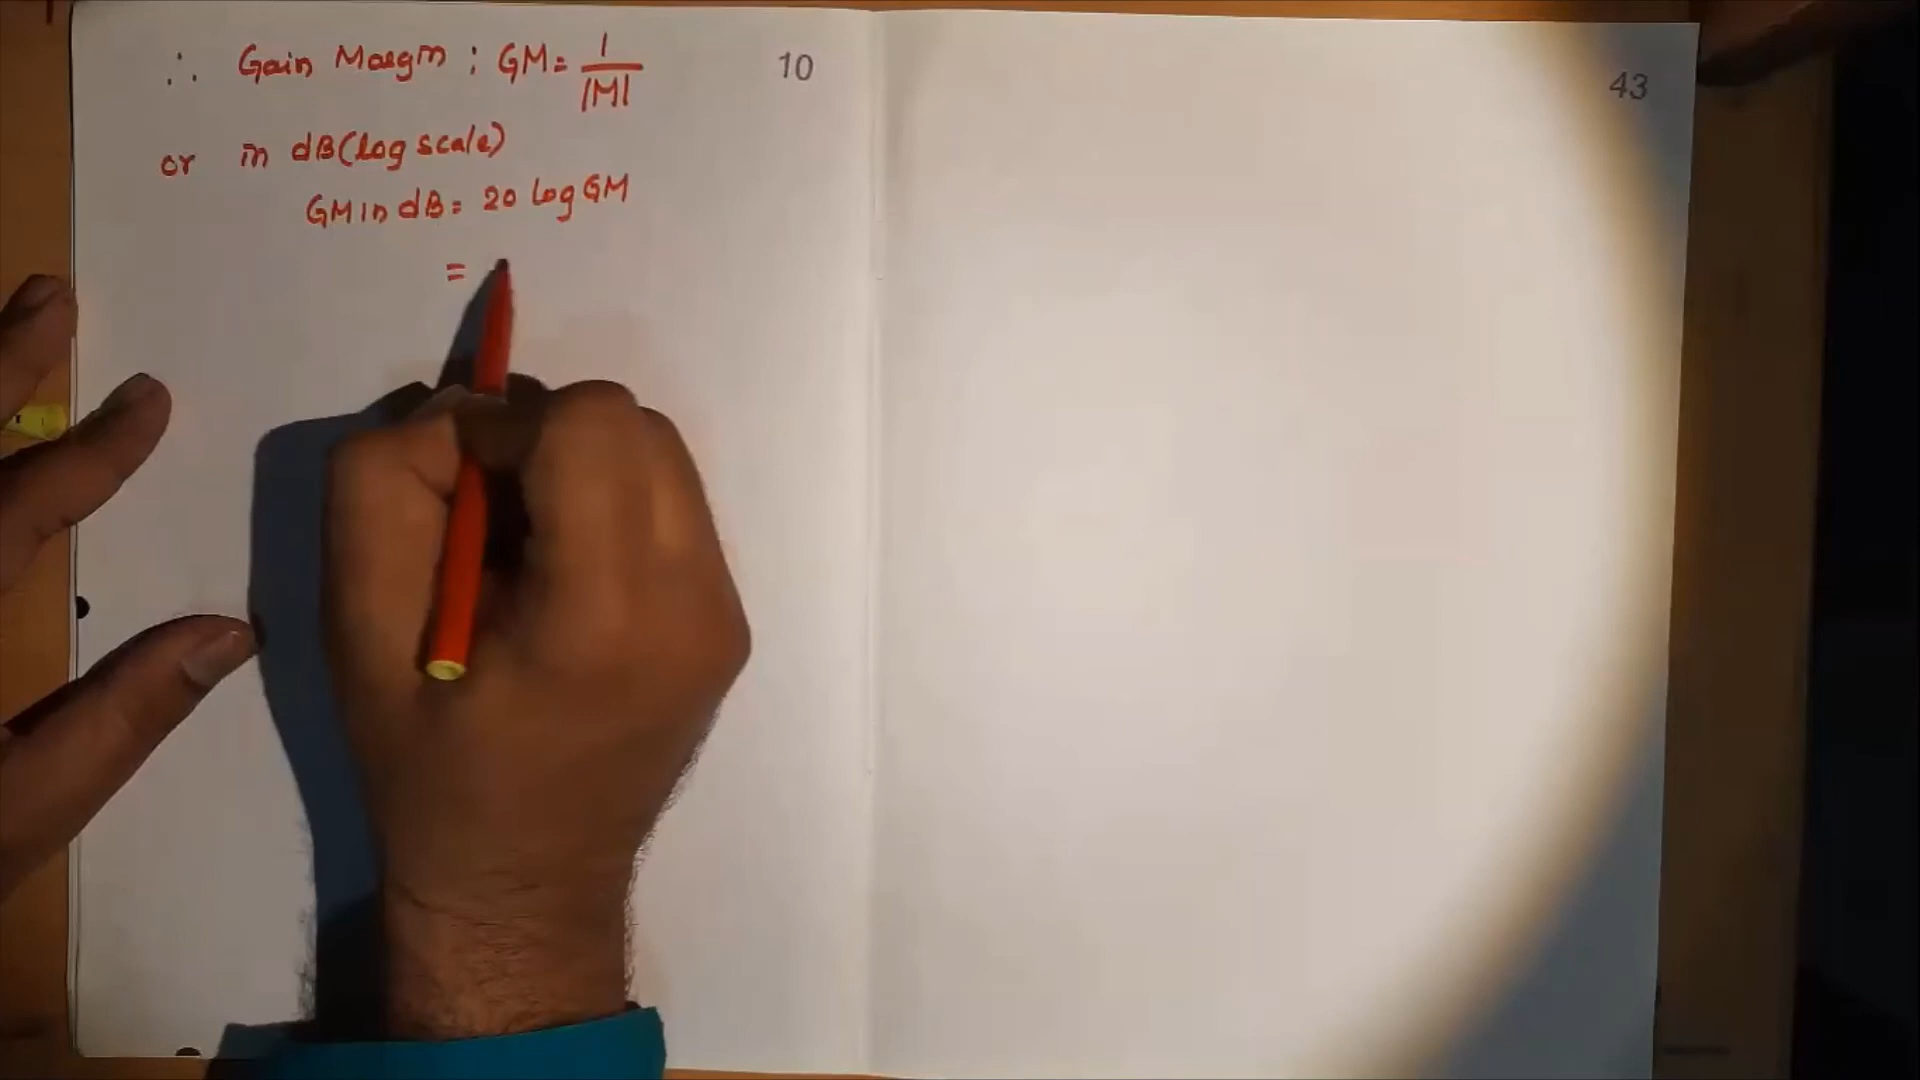 ∴ Gain Margin : GM = 1/|M|
10
43
or in dB (log scale)
GM in dB = 20 log GM
=